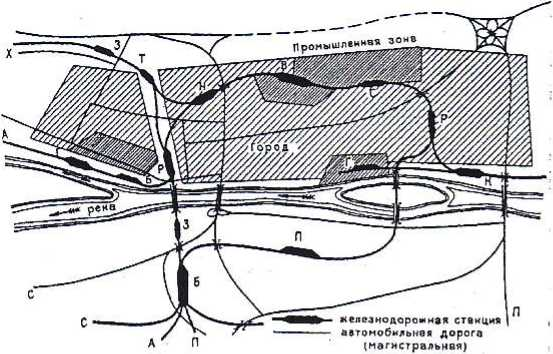 З
Х
Т
Промышленная зона
Н
В
С
Р
А
В
Р
Город
Г
К
река
З
П
Б
С
С
А
П
П
железнодорожная станция
автомобильная дорога
(магистральная)